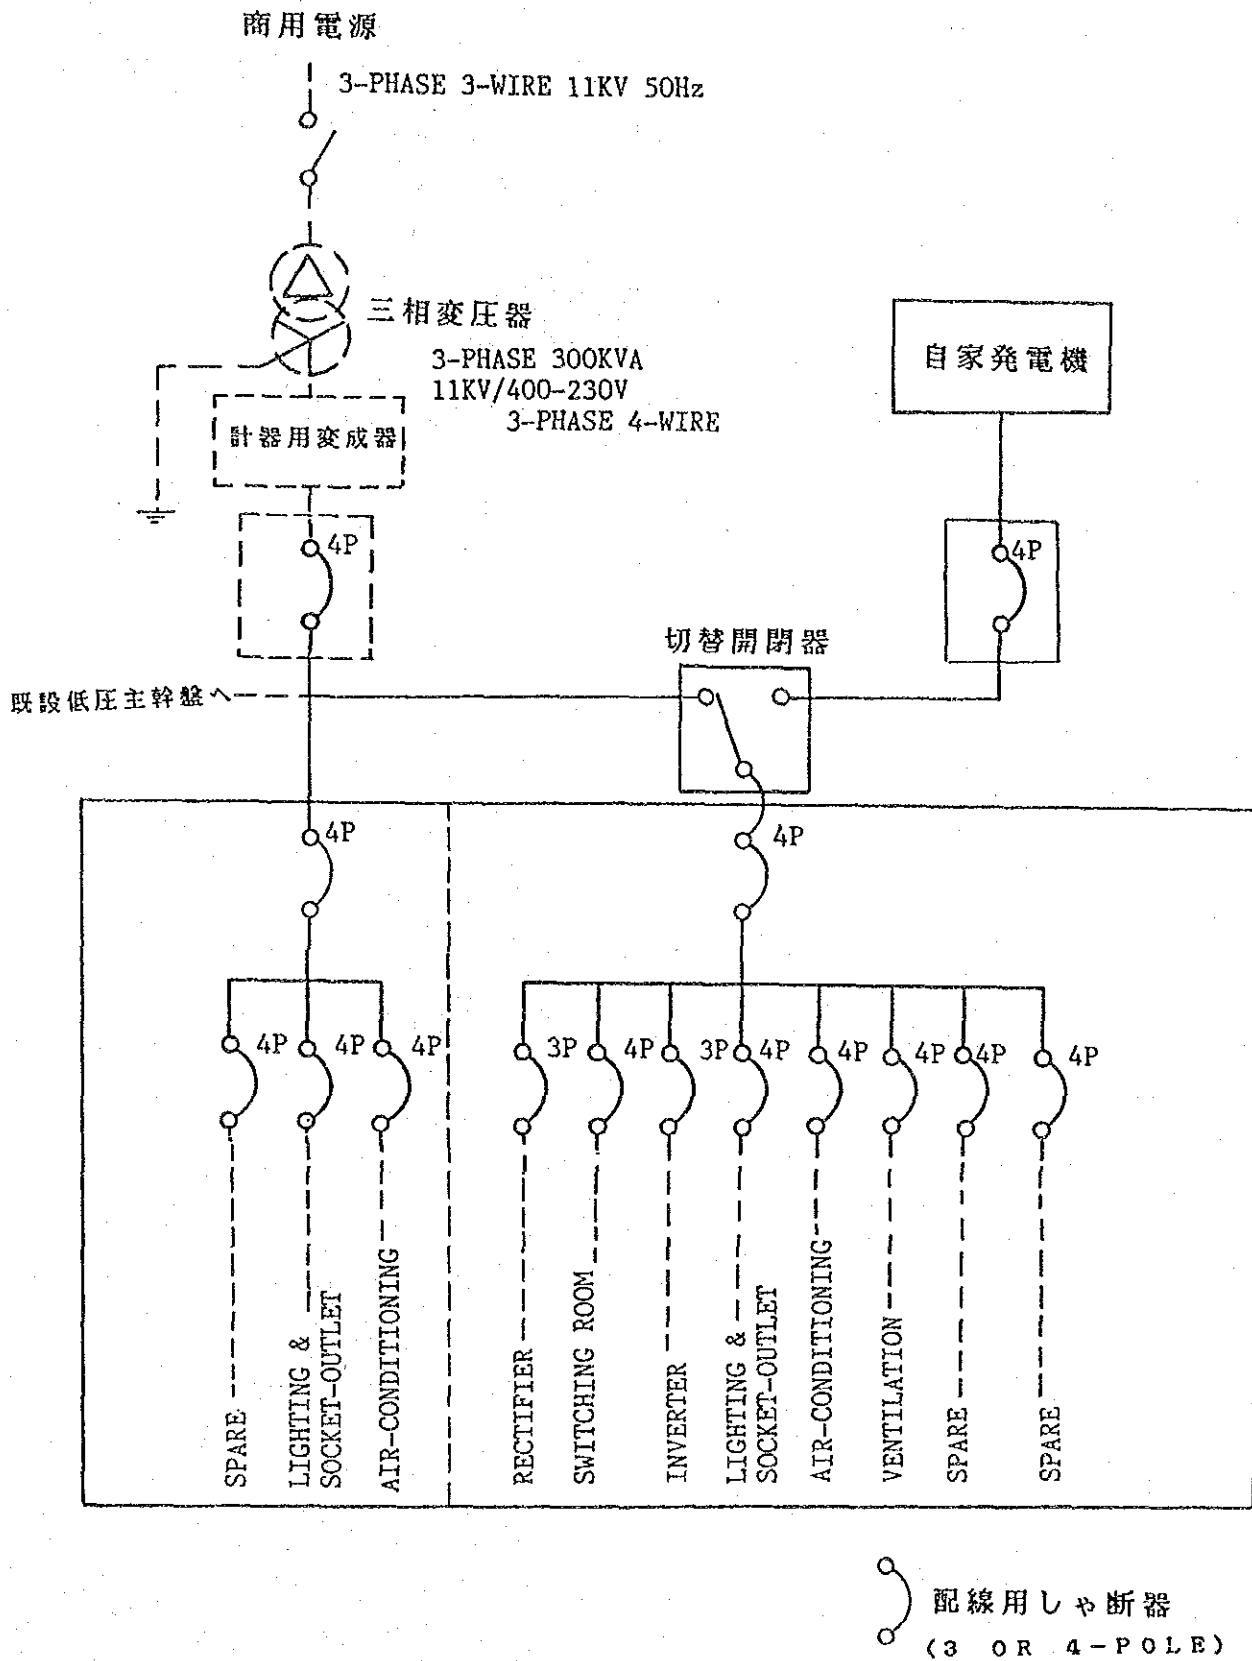 商用電源
3-PHASE 3-WIRE 11KV 50Hz
三相変圧器
3-PHASE 300KVA
11KV/400-230V
3-PHASE 4-WIRE
自家発電機
計器用変成器
4P
4P
切替開閉器
既設低圧主幹盤へ
4P
4P
4P
4P
4P
3P
4P
3P
4P
4P
4P
4P
4P
SPARE
LIGHTING &
SOCKET-OUTLET
AIR-CONDITIONING
RECTIFIER
SWITCHING ROOM
INVERTER
LIGHTING &
SOCKET-OUTLET
AIR-CONDITIONING
VENTILATION
SPARE
SPARE
配線用しゃ断器
(3 OR 4-POLE)